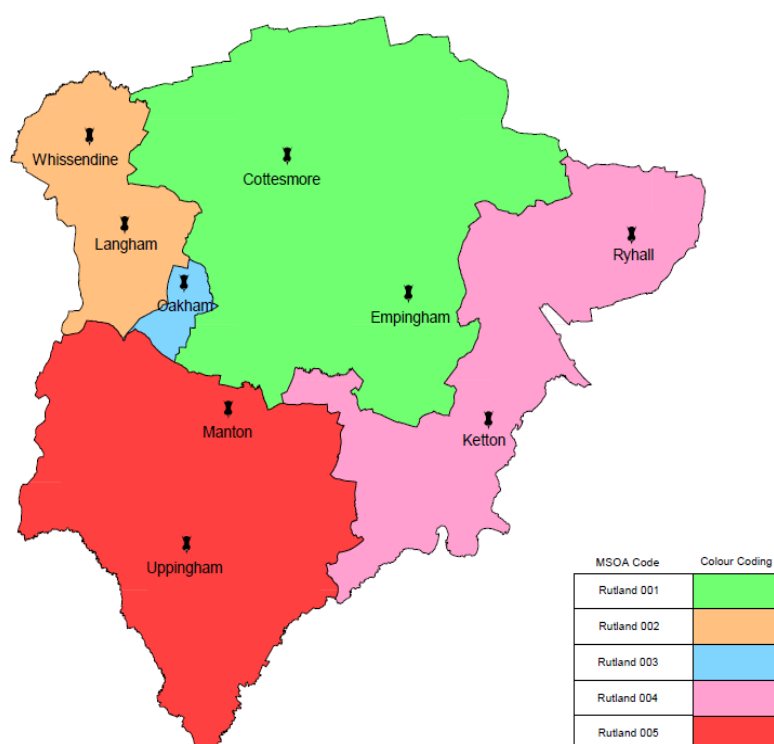 Whissendine
Cottesmore
Langham
Ryhall
Oakham
Empingham
Manton
Ketton
Uppingham
MSOA Code Colour Coding
Rutland 001
Rutland 002
Rutland 003
Rutland 004
Rutland 005